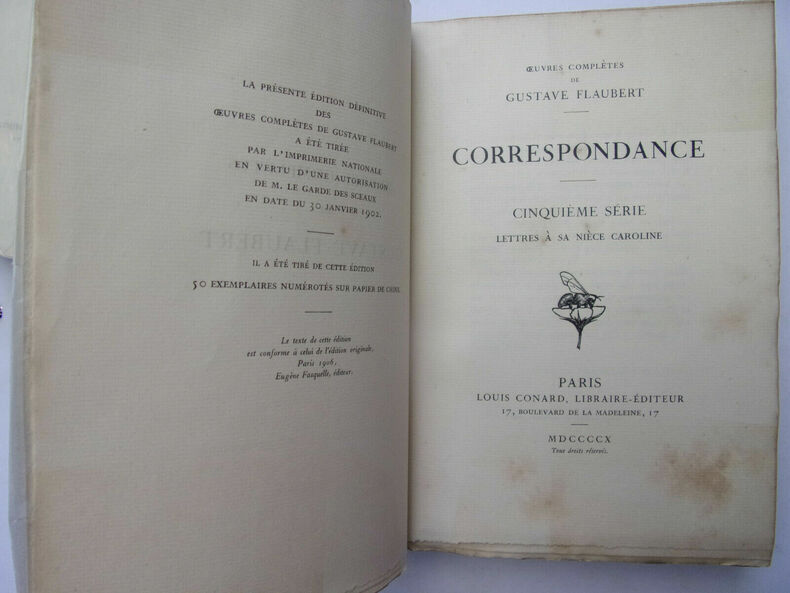 LA PRÉSENTE ÉDITION DÉFINITIVE
DES
ŒUVRES COMPLÈTES DE GUSTAVE FLAUBERT
A ÉTÉ TIRÉE
PAR L'IMPRIMERIE NATIONALE
EN VERTU D'UNE AUTORISATION
DE M. LE GARDE DES SCEAUX
EN DATE DU 30 JANVIER 1902.
IL A ÉTÉ TIRÉ DE CETTE ÉDITION
50 EXEMPLAIRES NUMÉROTÉS SUR PAPIER DE CHINE.
Le texte de cette édition
est conforme à celui de l'édition originale.
Paris 1906,
Eugène Fasquelle, éditeur.
ŒUVRES COMPLÈTES
DE
GUSTAVE FLAUBERT
CORRESPONDANCE
CINQUIÈME SÉRIE
LETTRES À SA NIÈCE CAROLINE
PARIS
LOUIS CONARD, LIBRAIRE-ÉDITEUR
17, BOULEVARD DE LA MADELEINE, 17
MDCCCCX
Tous droits réservés.